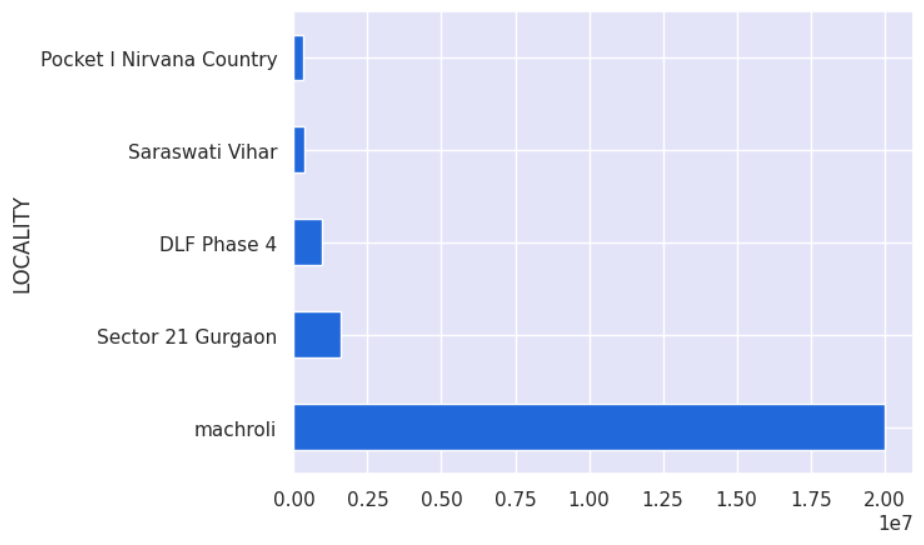 Pocket I Nirvana Country
Saraswati Vihar
DLF Phase 4
Sector 21 Gurgaon
machroli
LOCALITY
0.00 0.25 0.50 0.75 1.00 1.25 1.50 1.75 2.00
1e7